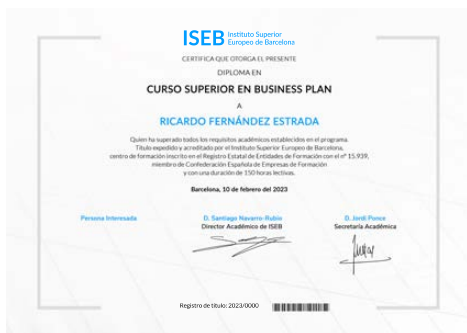 ISEB Instituto Superior
Europeo de Barcelona
CERTIFICA QUE OTORGA EL PRESENTE
DIPLOMA EN
CURSO SUPERIOR EN BUSINESS PLAN
A
RICARDO FERNÁNDEZ ESTRADA
Quien ha superado todos los requisitos académicos establecidos en el programa.
Título expedido y acreditado por el Instituto Superior Europeo de Barcelona,
centro de formación inscrito en el Registro Estatal de Entidades de Formación con el nº 15.939,
miembro de Confederación Española de Empresas de Formación
y con una duración de 150 horas lectivas.
Barcelona, 10 de febrero del 2023
Persona Interesada
D. Santiago Navarro-Rubio
Director Académico de ISEB
D. Jordi Ponce
Secretaría Académica
Registro de título: 2023/0000